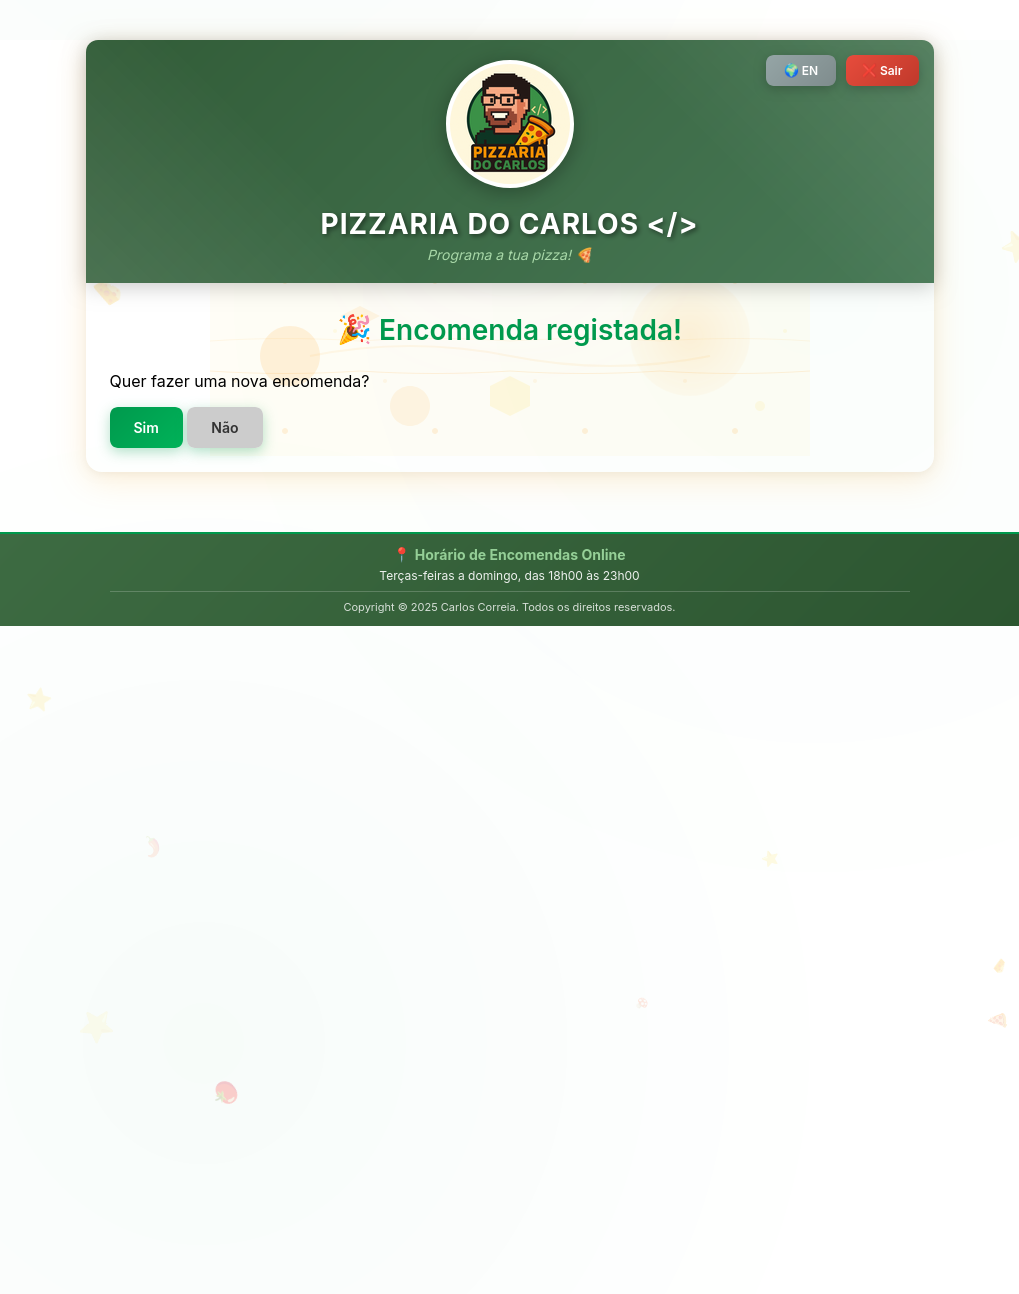 🌍 EN
❌ Sair
</>
PIZZARIA
DO CARLOS
PIZZARIA DO CARLOS </>
Programa a tua pizza! 🍕
🎉 Encomenda registada!
Quer fazer uma nova encomenda?
Sim Não
📍 Horário de Encomendas Online
Terças-feiras a domingo, das 18h00 às 23h00
Copyright © 2025 Carlos Correia. Todos os direitos reservados.